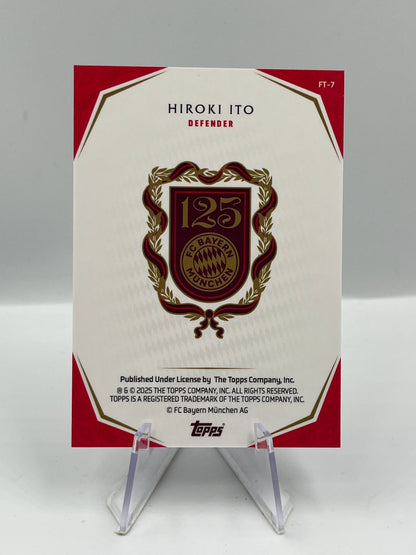 FT-7
HIROKI ITO
DEFENDER
125
FC BAYERN
MÜNCHEN
Published Under License by The Topps Company, Inc.
® & © 2025 THE TOPPS COMPANY, INC. ALL RIGHTS RESERVED.
TOPPS IS A REGISTERED TRADEMARK OF THE TOPPS COMPANY, INC.
© FC Bayern München AG
topps